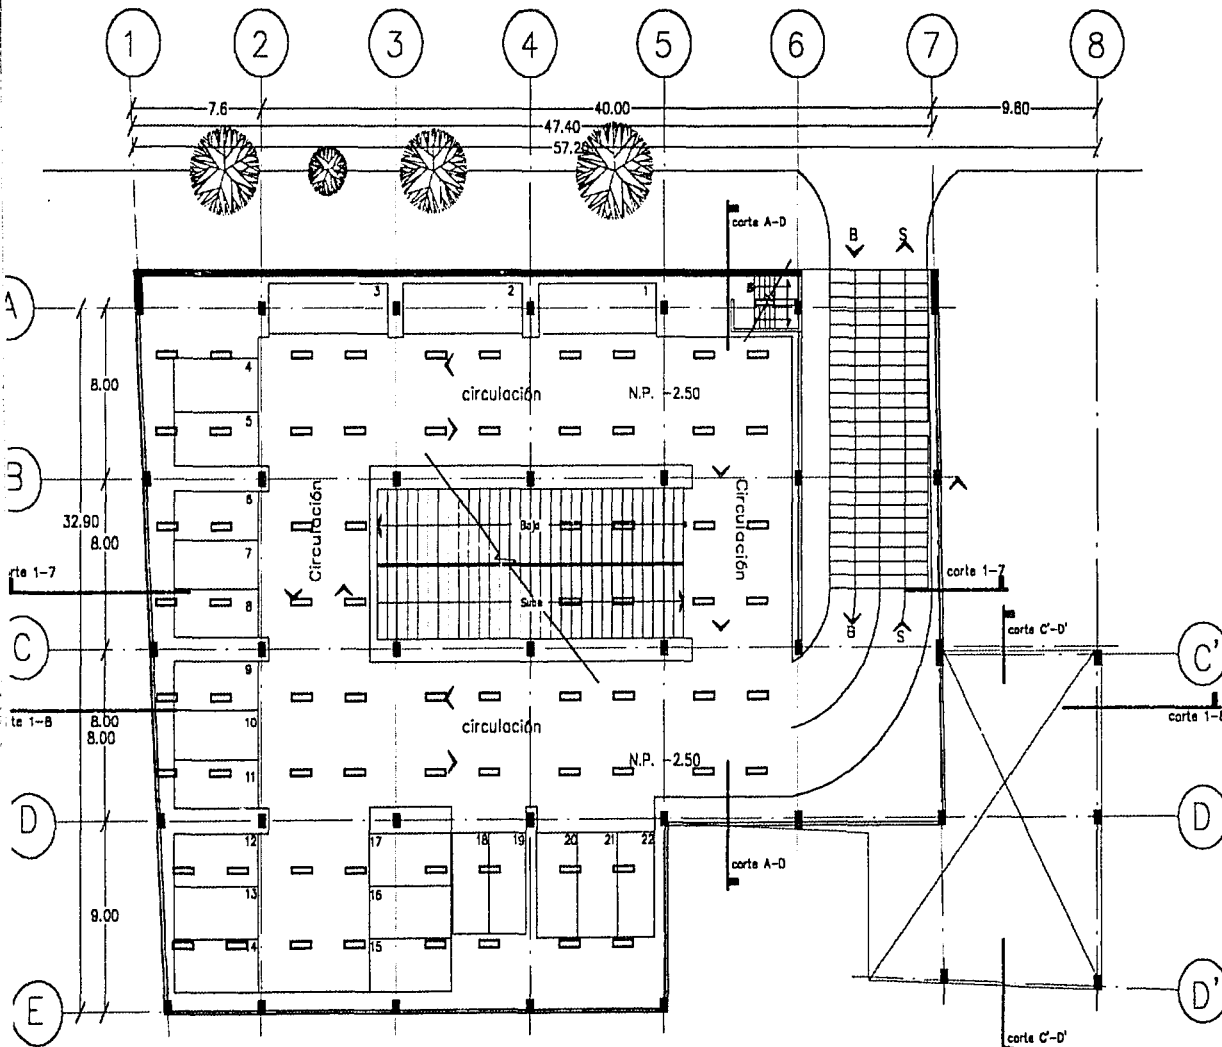 1 2 3 4 5 6 7 8
7.6 40.00 9.80
47.40
57.20
corte A-D
B S
A
3 2 1
B
4
8.00
circulación N.P. -2.50
5
B
Circulación
Circulación
6
32.90
Baja
8.00
7
rte 1-7
corte 1-7
8
Sube
B S
corte C'-D'
C
C'
9
te 1-8
8.00
10
corte 1-8
circulación
8.00
N.P. -2.50
11
D
D
12 17 18 19 20 21 22
corte A-D
13 16
9.00
14 15
E
D'
corte C'-D'